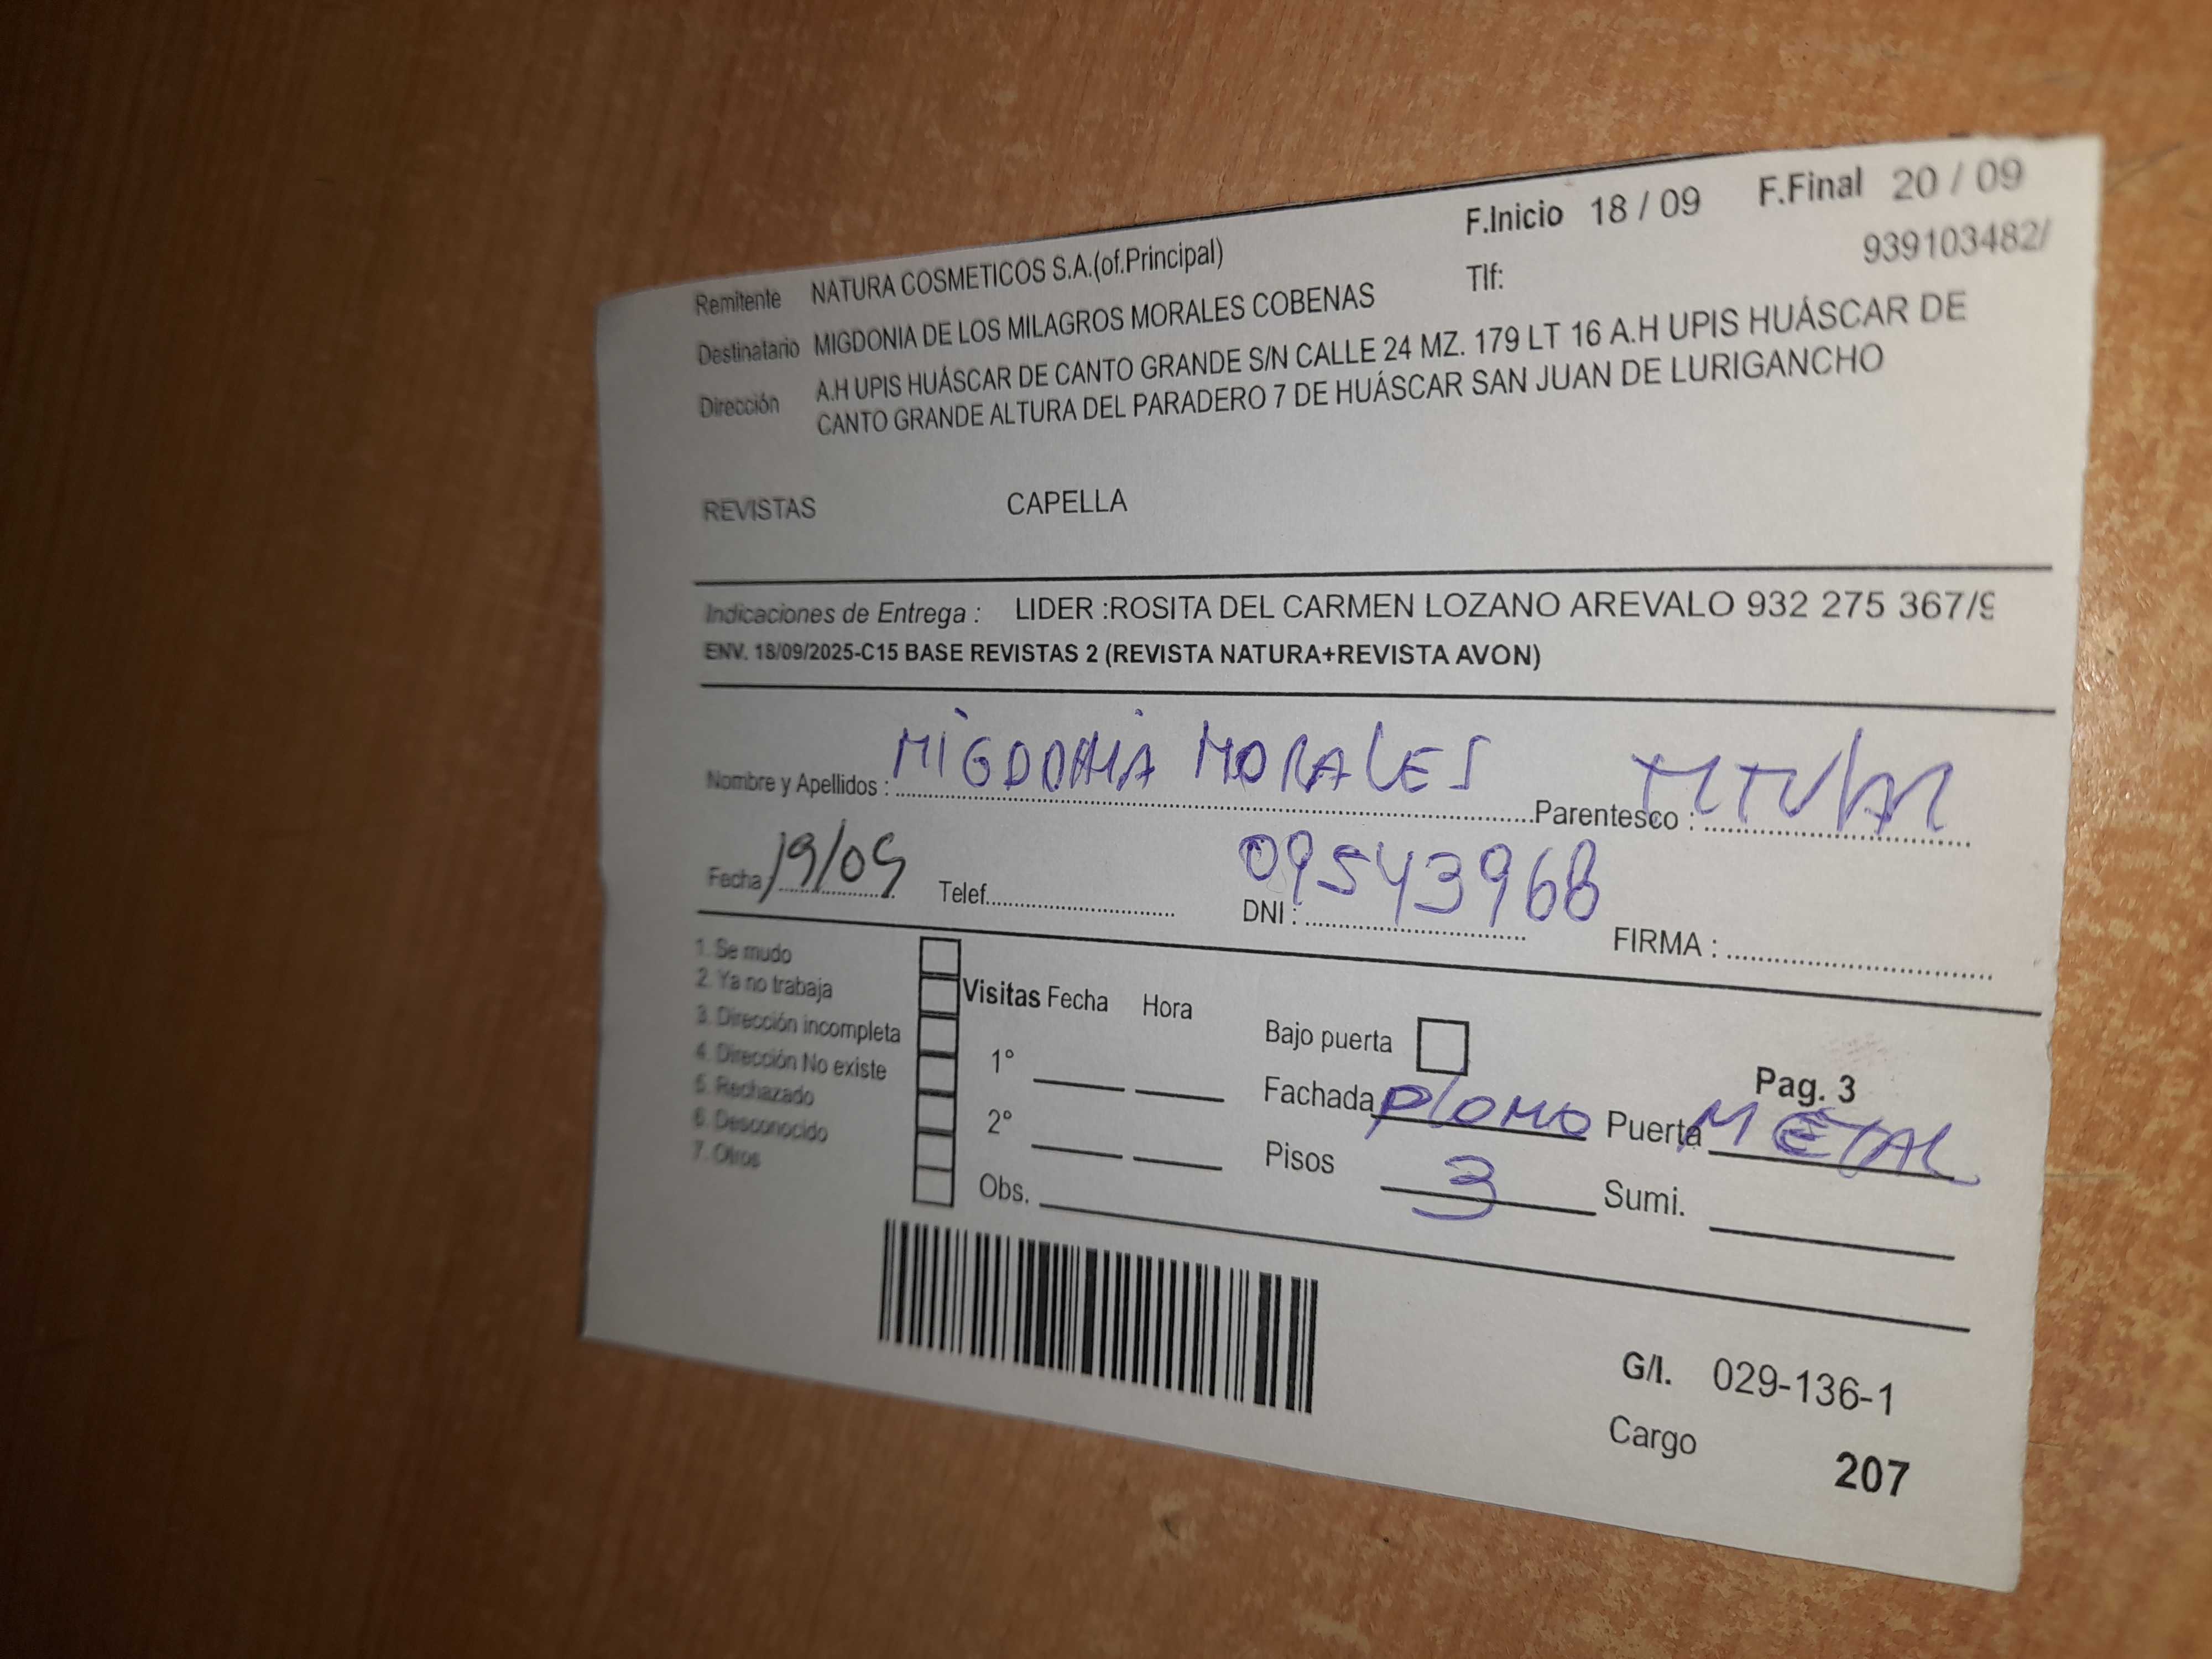 F.Inicio 18 / 09 F.Final 20 / 09
Remitente NATURA COSMETICOS S.A.(of.Principal)
Tlf: 939103482/
Destinatario MIGDONIA DE LOS MILAGROS MORALES COBENAS
Dirección A.H UPIS HUÁSCAR DE CANTO GRANDE S/N CALLE 24 MZ. 179 LT 16 A.H UPIS HUÁSCAR DE
CANTO GRANDE ALTURA DEL PARADERO 7 DE HUÁSCAR SAN JUAN DE LURIGANCHO
REVISTAS CAPELLA
Indicaciones de Entrega : LIDER :ROSITA DEL CARMEN LOZANO AREVALO 932 275 367/9
ENV. 18/09/2025-C15 BASE REVISTAS 2 (REVISTA NATURA+REVISTA AVON)
Nombre y Apellidos : MIGDONIA MORALES Parentesco : TITULAR
Fecha 19/09 Telef. DNI : 09543968 FIRMA :
1. Se mudo
2. Ya no trabaja
3. Dirección incompleta
4. Dirección No existe
5. Rechazado
6. Desconocido
7. Otros
Visitas Fecha Hora
1°
2°
Obs.
Bajo puerta
Pag. 3
Fachada PLOMO Puerta METAL
Pisos 3 Sumi.
G/I. 029-136-1
Cargo 207